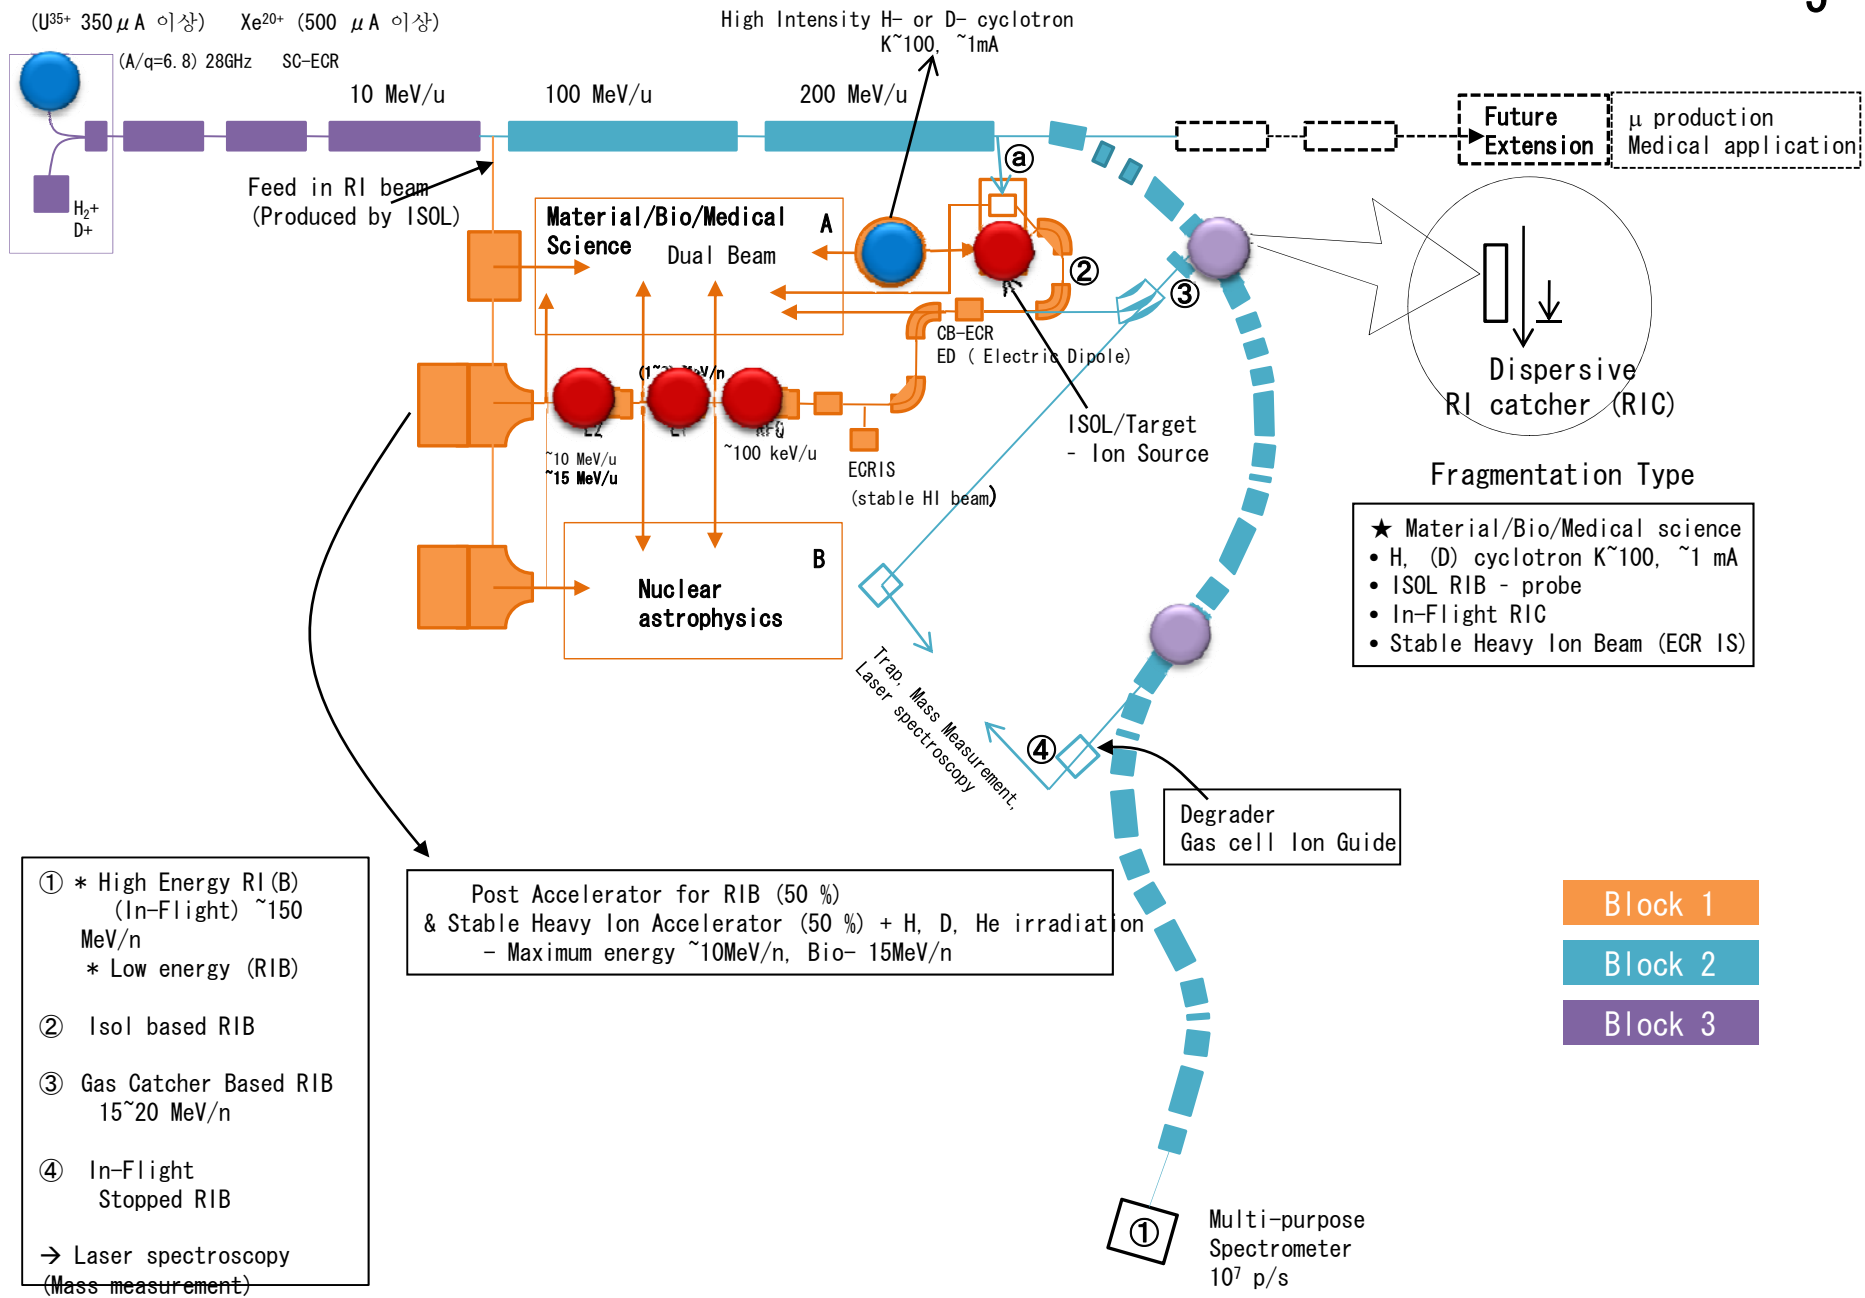 (U³⁵⁺ 350μA 이상) Xe²⁰⁺ (500 μA 이상)
(A/q=6.8) 28GHz SC-ECR
High Intensity H- or D- cyclotron
K~100, ~1mA
10 MeV/u
100 MeV/u
200 MeV/u
Future
Extension
μ production
Medical application
H₂+
D+
Feed in RI beam
(Produced by ISOL)
ⓐ
Material/Bio/Medical
Science
A
Dual Beam
②
③
CB-ECR
ED ( Electric Dipole)
Dispersive
RI catcher (RIC)
RFQ
~100 keV/u
~10 MeV/u
~15 MeV/u
ECRIS
(stable HI beam)
ISOL/Target
- Ion Source
Fragmentation Type
★ Material/Bio/Medical science
• H, (D) cyclotron K~100, ~1 mA
• ISOL RIB - probe
• In-Flight RIC
• Stable Heavy Ion Beam (ECR IS)
B
Nuclear
astrophysics
Trap, Mass Measurement,
Laser spectroscopy
④
Degrader
Gas cell Ion Guide
① * High Energy RI(B)
(In-Flight) ~150
MeV/n
* Low energy (RIB)
② Isol based RIB
③ Gas Catcher Based RIB
15~20 MeV/n
④ In-Flight
Stopped RIB
→ Laser spectroscopy
(Mass measurement)
Post Accelerator for RIB (50 %)
& Stable Heavy Ion Accelerator (50 %) + H, D, He irradiation
- Maximum energy ~10MeV/n, Bio- 15MeV/n
Block 1
Block 2
Block 3
①
Multi-purpose
Spectrometer
10⁷ p/s